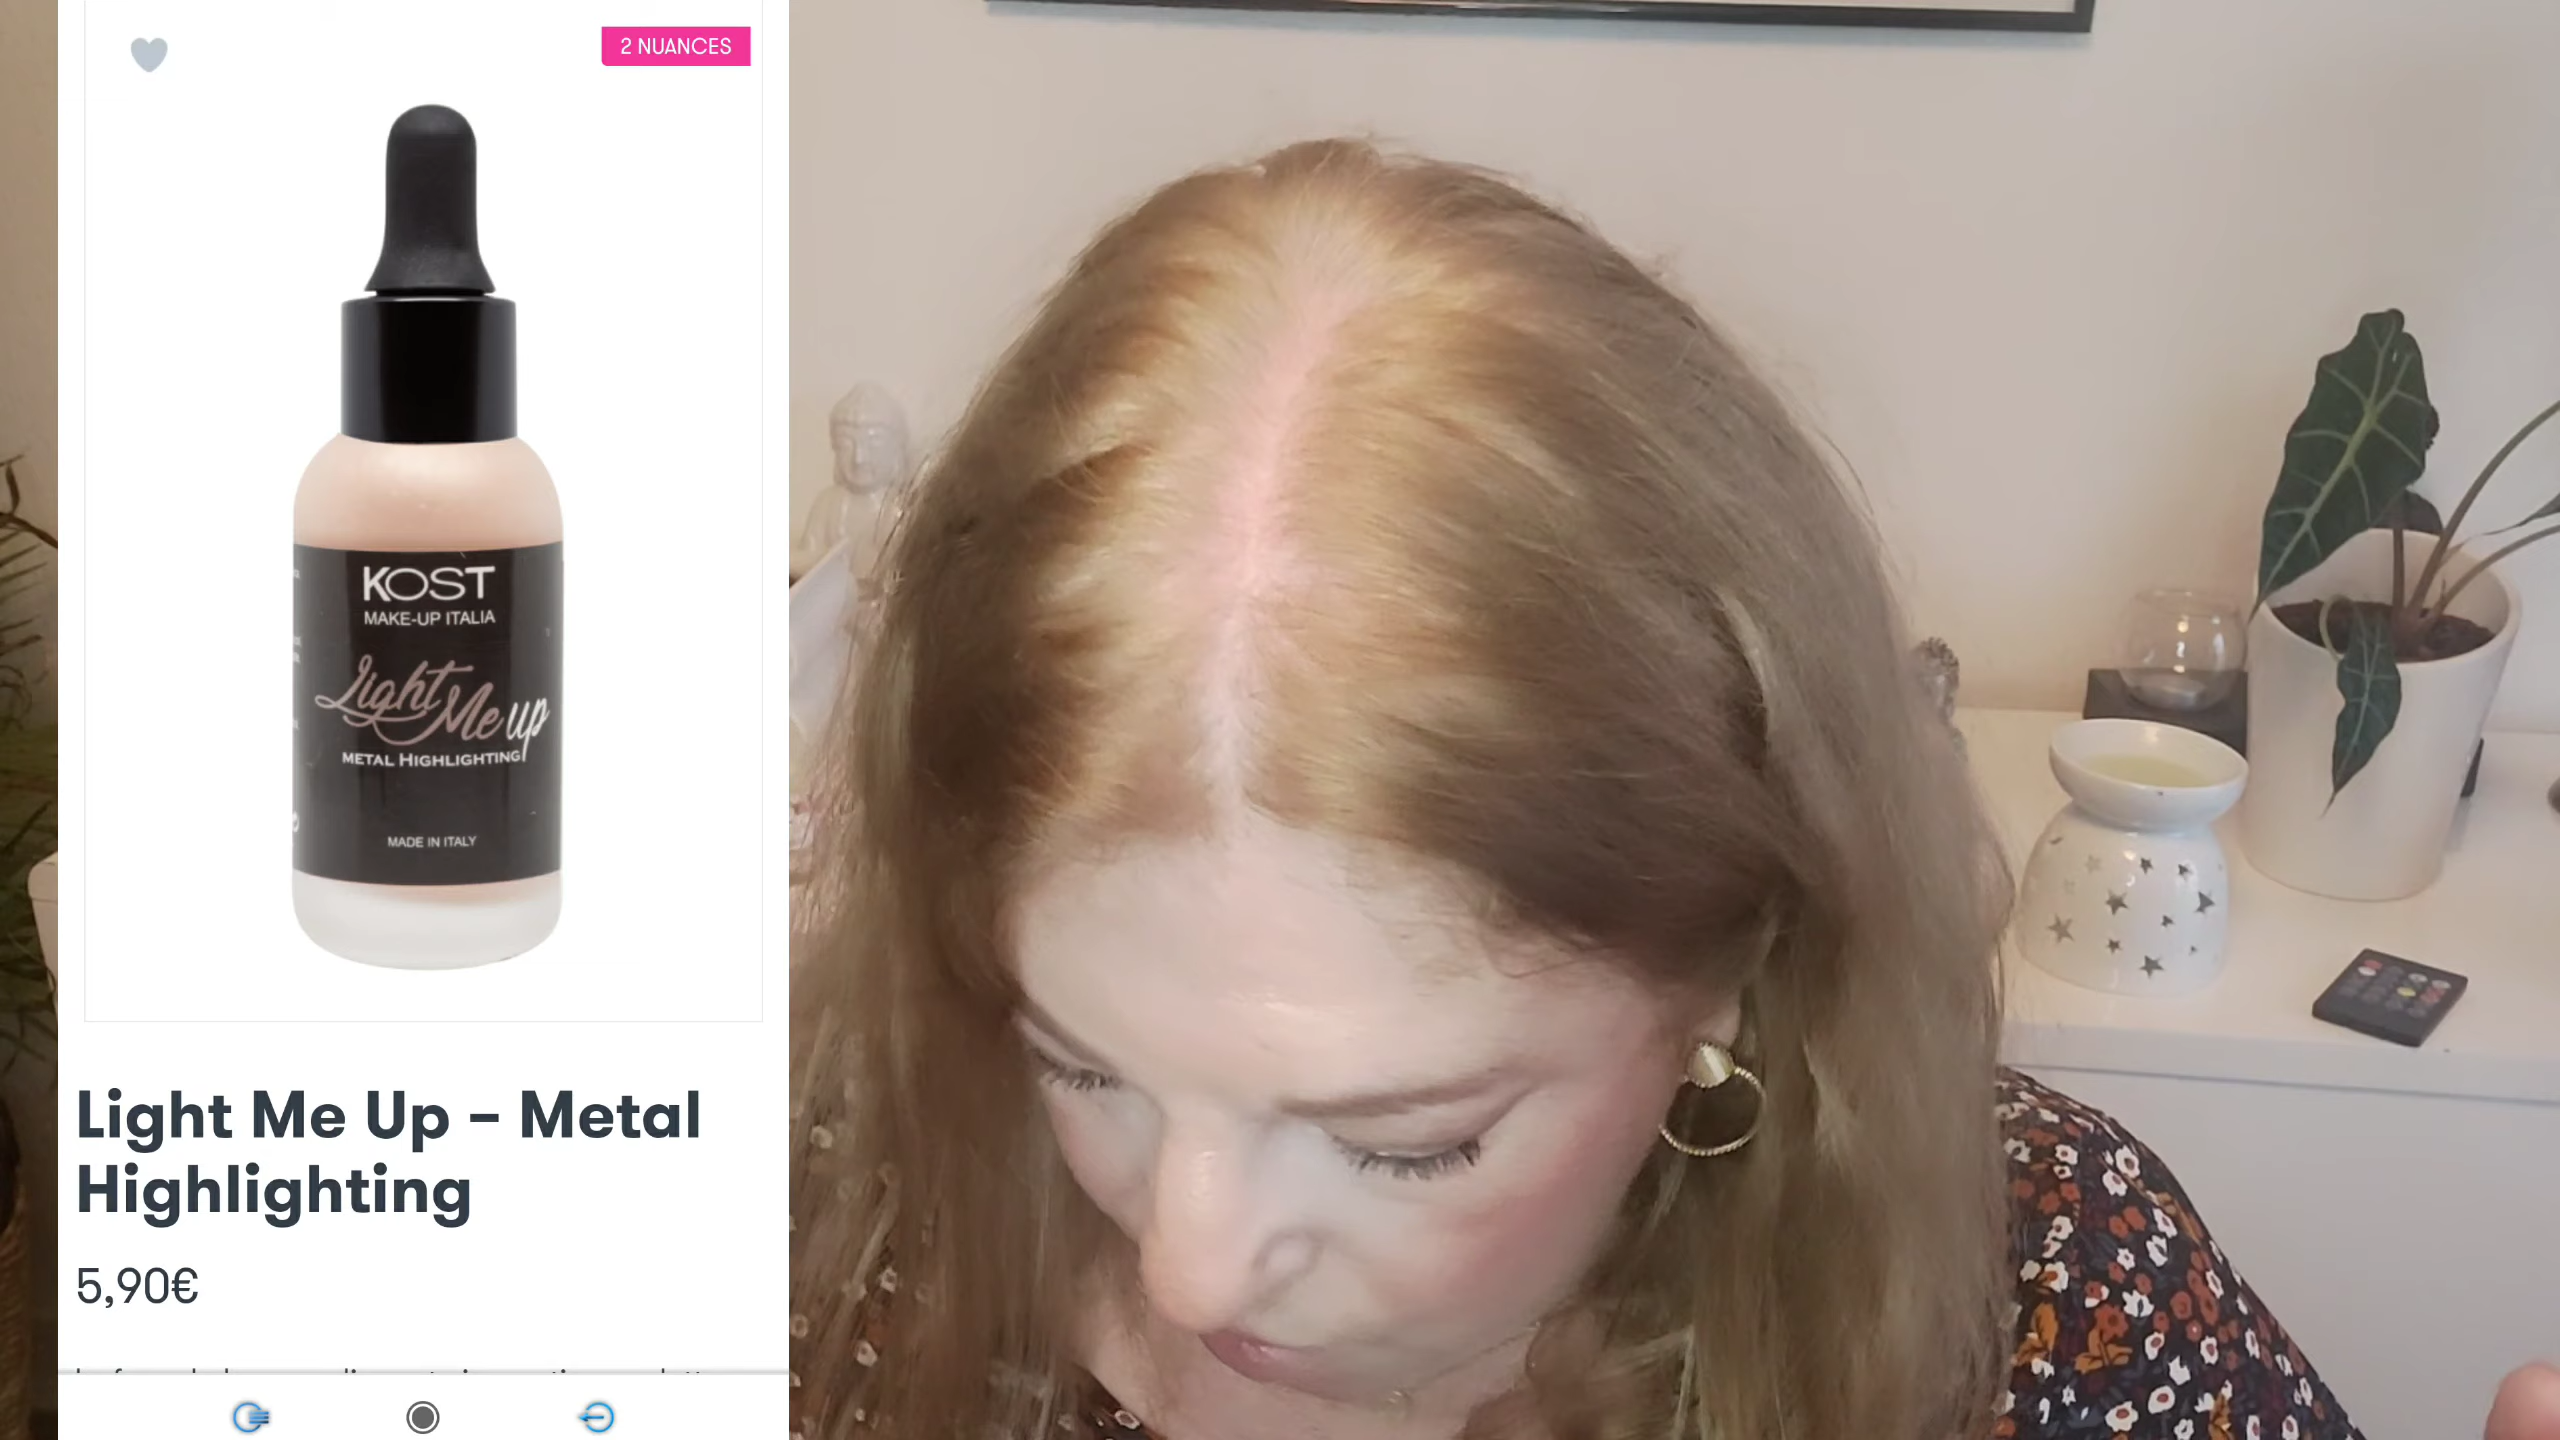 2 NUANCES
KOST
MAKE-UP ITALIA
Light Me up
METAL HIGHLIGHTING
MADE IN ITALY
Light Me Up – Metal
Highlighting
5,90€